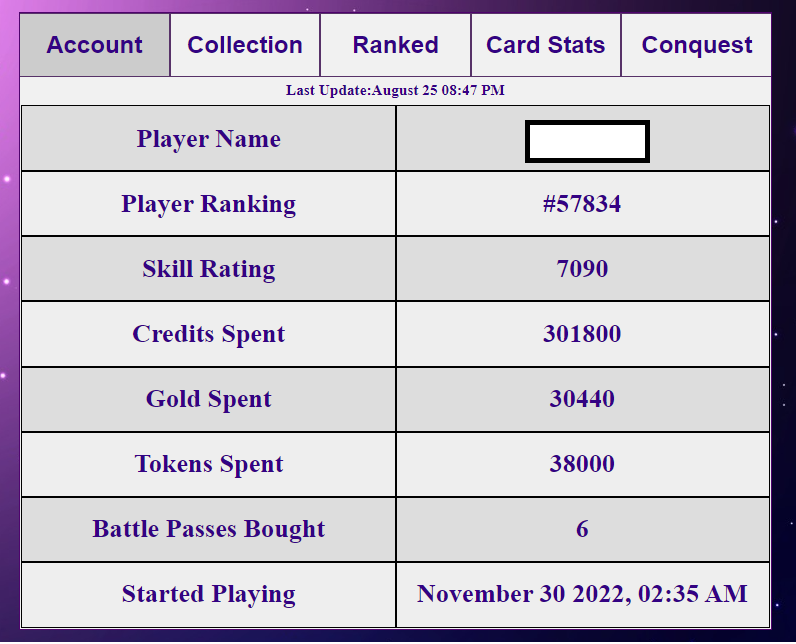 Account Collection Ranked Card Stats Conquest
Last Update:August 25 08:47 PM
Player Name
Player Ranking #57834
Skill Rating 7090
Credits Spent 301800
Gold Spent 30440
Tokens Spent 38000
Battle Passes Bought 6
Started Playing November 30 2022, 02:35 AM